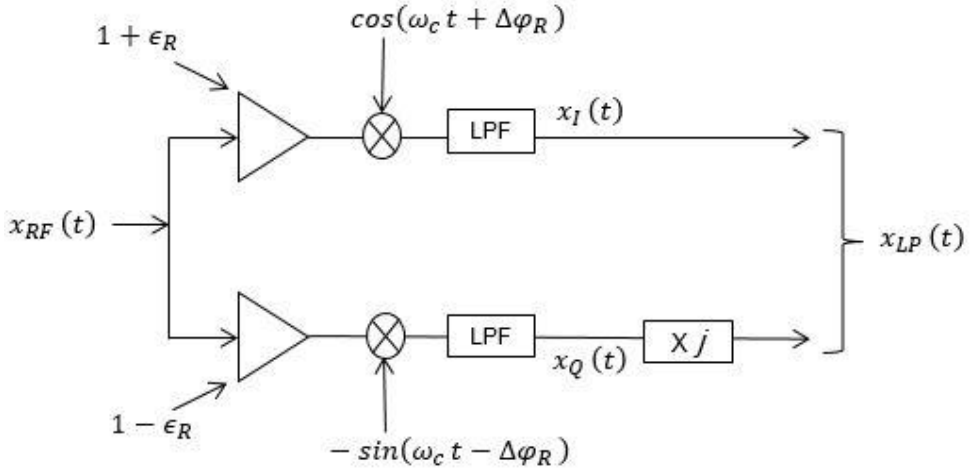 cos(ω_c t + Δφ_R)
1 + ϵ_R
LPF
x_I (t)
x_RF (t)
x_LP (t)
LPF
x_Q (t)
X j
1 − ϵ_R
− sin(ω_c t − Δφ_R)